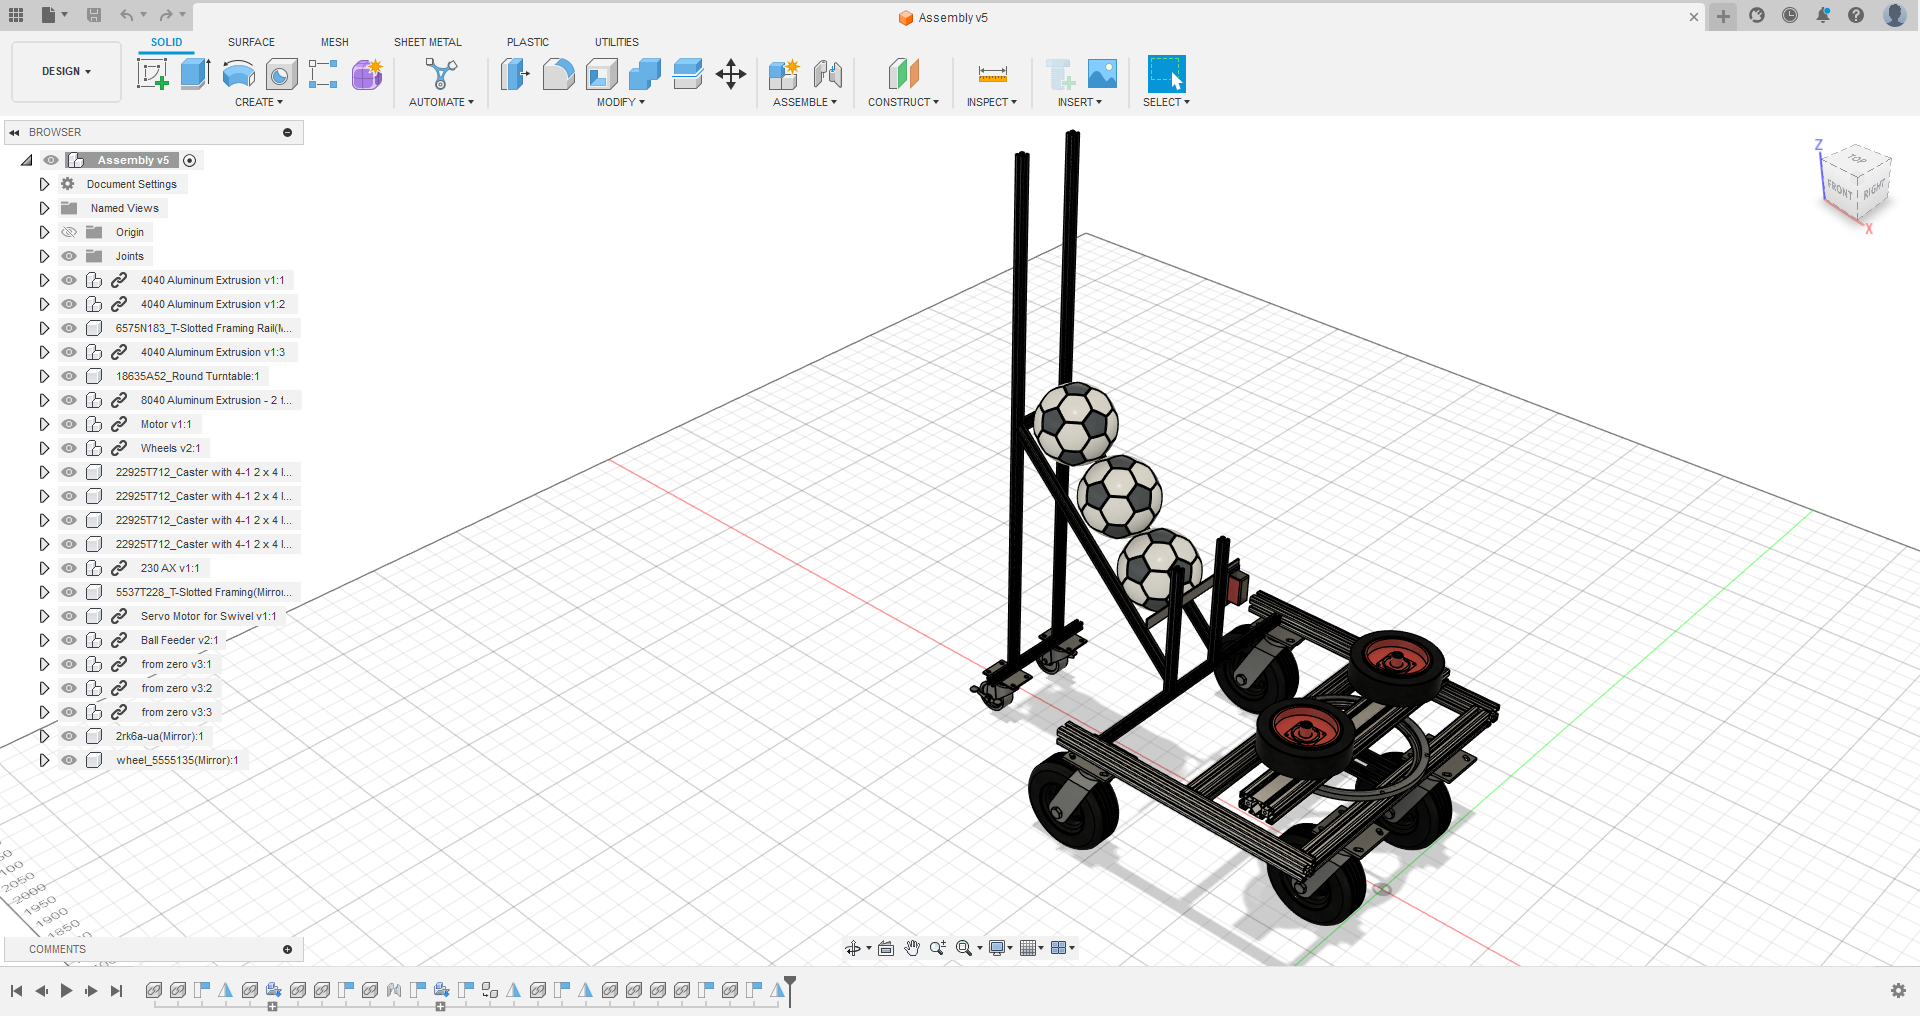 Assembly v5
SOLID SURFACE MESH SHEET METAL PLASTIC UTILITIES
DESIGN
CREATE AUTOMATE MODIFY ASSEMBLE CONSTRUCT INSPECT INSERT SELECT
BROWSER
Assembly v5
Document Settings
Named Views
Origin
Joints
4040 Aluminum Extrusion v1:1
4040 Aluminum Extrusion v1:2
6575N183_T-Slotted Framing Rail(M...
4040 Aluminum Extrusion v1:3
18635A52_Round Turntable:1
8040 Aluminum Extrusion - 2 f...
Motor v1:1
Wheels v2:1
22925T712_Caster with 4-1 2 x 4 I...
22925T712_Caster with 4-1 2 x 4 I...
22925T712_Caster with 4-1 2 x 4 I...
22925T712_Caster with 4-1 2 x 4 I...
230 AX v1:1
5537T228_T-Slotted Framing(Mirror...
Servo Motor for Swivel v1:1
Ball Feeder v2:1
from zero v3:1
from zero v3:2
from zero v3:3
2rk6a-ua(Mirror):1
wheel_5555135(Mirror):1
Z
TOP
FRONT RIGHT
X
2050
2000
1950
1900
1850
COMMENTS